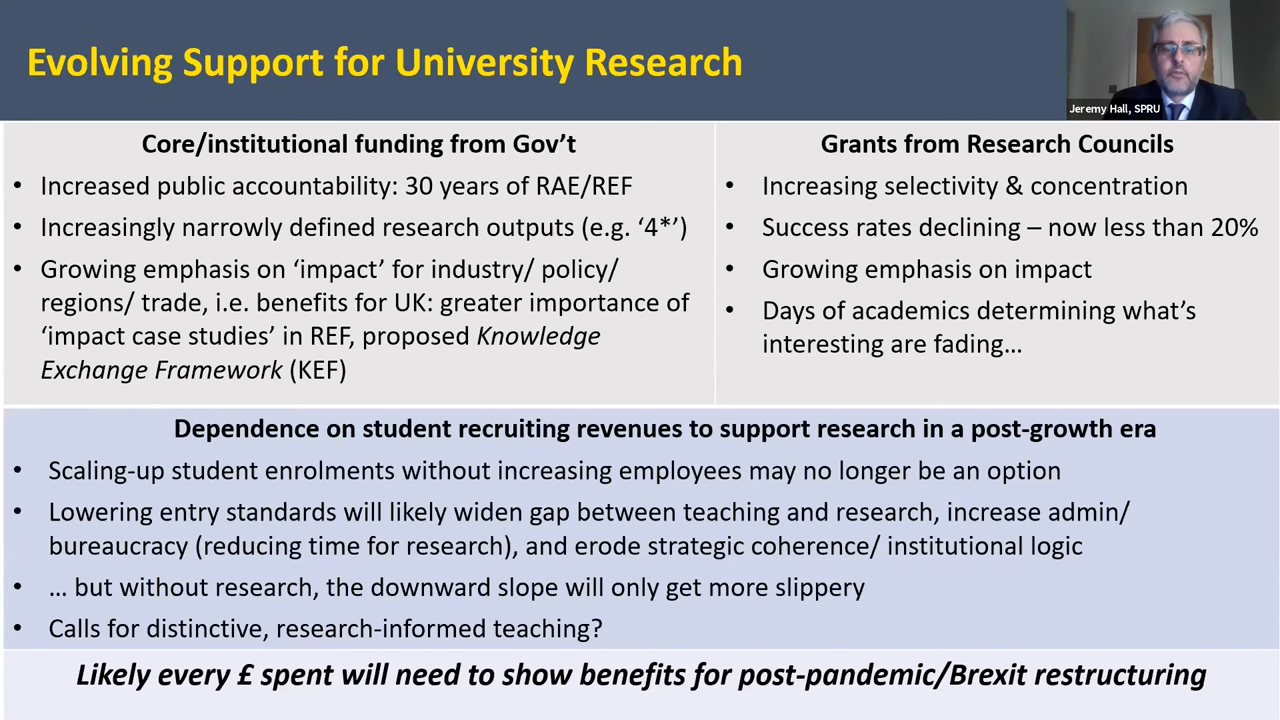 Evolving Support for University Research
Jeremy Hall, SPRU
Core/institutional funding from Gov't
• Increased public accountability: 30 years of RAE/REF
• Increasingly narrowly defined research outputs (e.g. '4*')
• Growing emphasis on 'impact' for industry/ policy/
regions/ trade, i.e. benefits for UK: greater importance of
'impact case studies' in REF, proposed Knowledge
Exchange Framework (KEF)
Grants from Research Councils
• Increasing selectivity & concentration
• Success rates declining – now less than 20%
• Growing emphasis on impact
• Days of academics determining what's
interesting are fading…
Dependence on student recruiting revenues to support research in a post-growth era
• Scaling-up student enrolments without increasing employees may no longer be an option
• Lowering entry standards will likely widen gap between teaching and research, increase admin/
bureaucracy (reducing time for research), and erode strategic coherence/ institutional logic
• … but without research, the downward slope will only get more slippery
• Calls for distinctive, research-informed teaching?
Likely every £ spent will need to show benefits for post-pandemic/Brexit restructuring